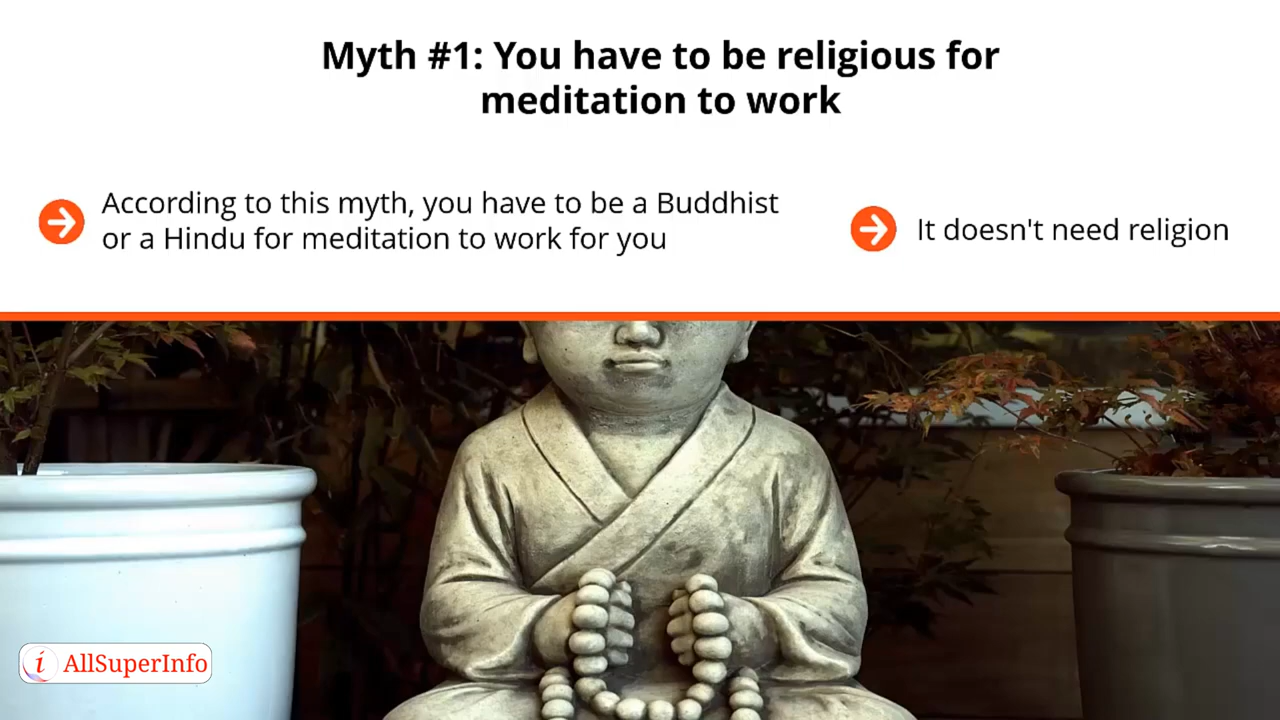 Myth #1: You have to be religious for
meditation to work
According to this myth, you have to be a Buddhist
or a Hindu for meditation to work for you
It doesn't need religion
i AllSuperInfo